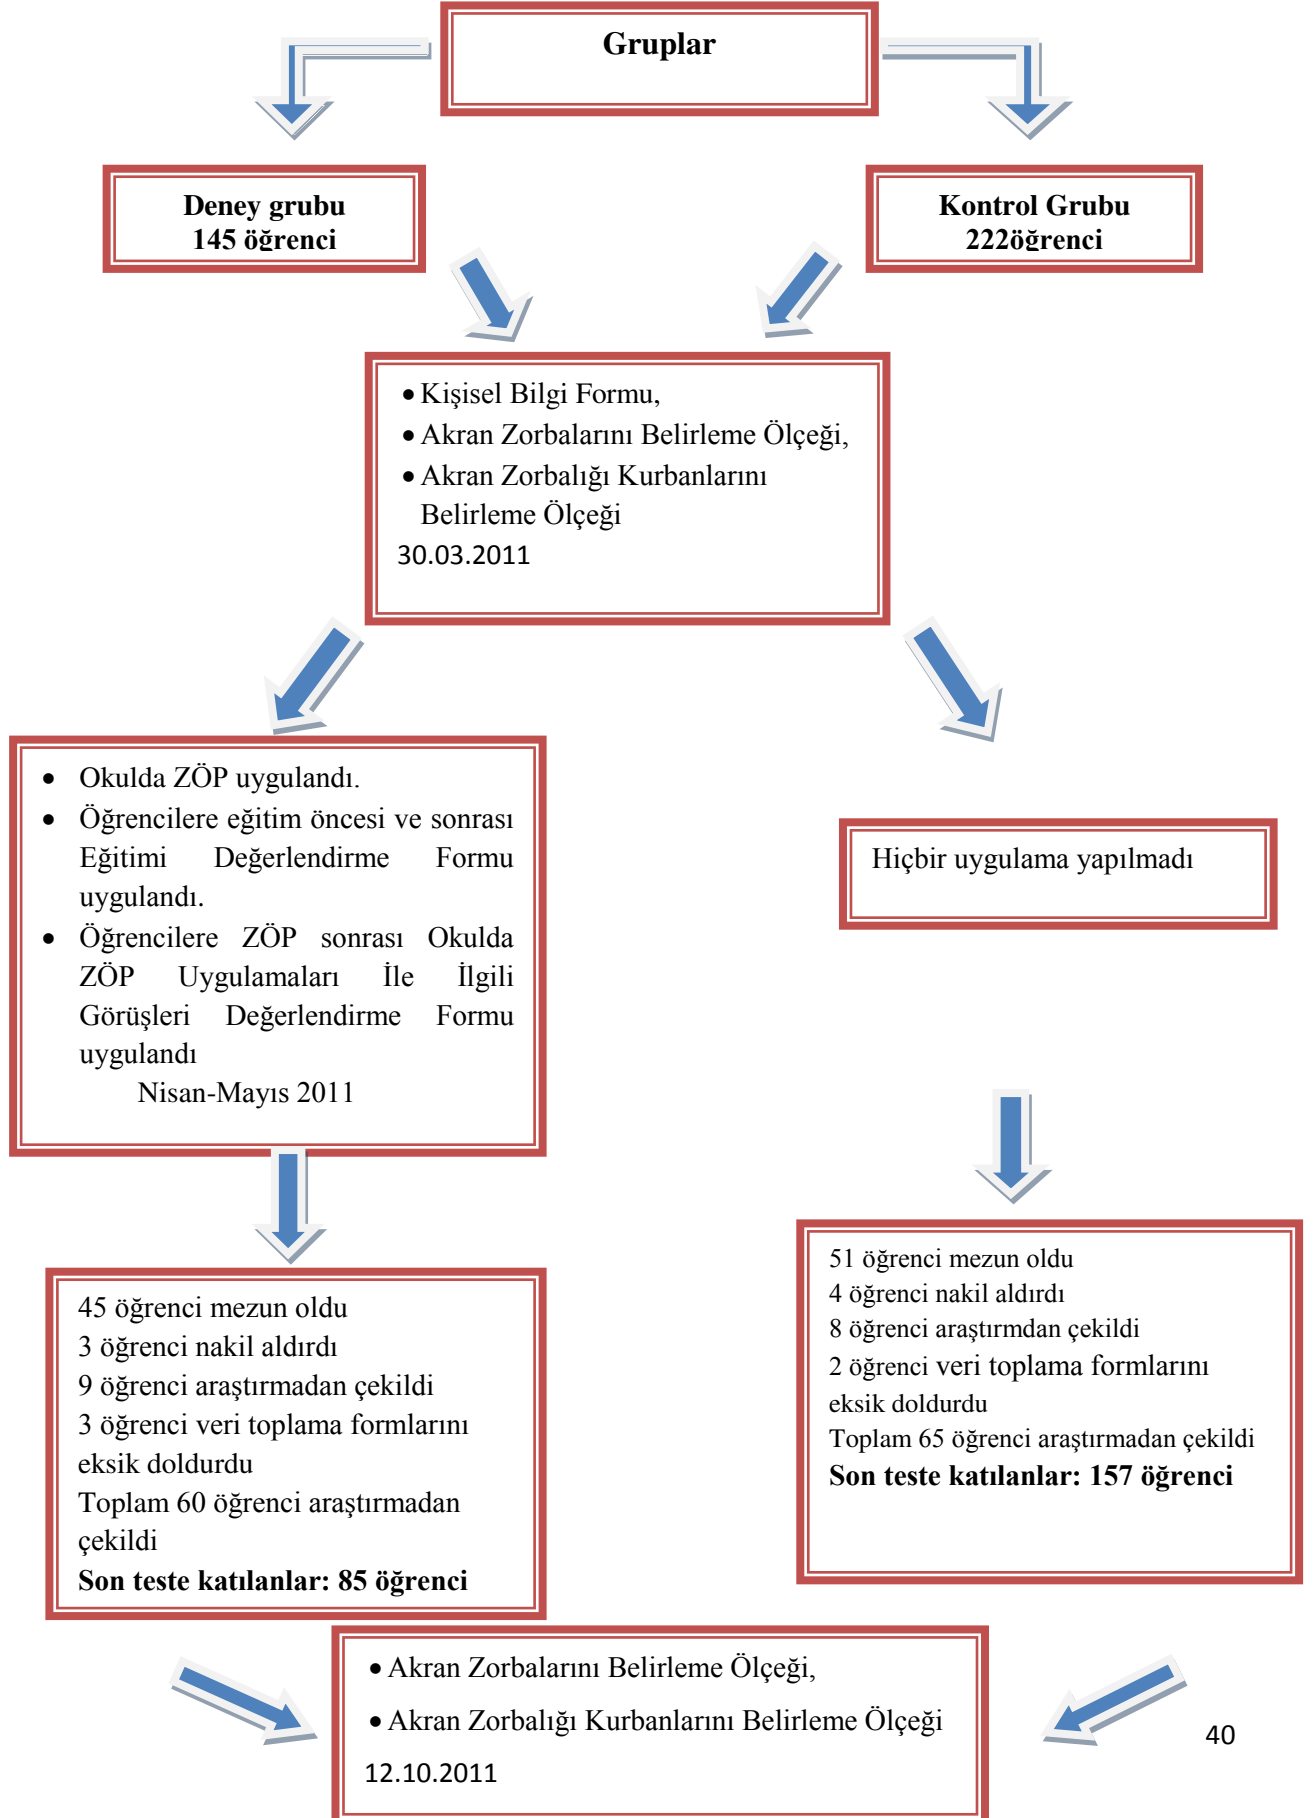 Gruplar
Deney grubu
145 öğrenci
Kontrol Grubu
222öğrenci
• Kişisel Bilgi Formu,
• Akran Zorbalarını Belirleme Ölçeği,
• Akran Zorbalığı Kurbanlarını
Belirleme Ölçeği
30.03.2011
• Okulda ZÖP uygulandı.
• Öğrencilere eğitim öncesi ve sonrası
Eğitimi Değerlendirme Formu
uygulandı.
• Öğrencilere ZÖP sonrası Okulda
ZÖP Uygulamaları İle İlgili
Görüşleri Değerlendirme Formu
uygulandı
Nisan-Mayıs 2011
Hiçbir uygulama yapılmadı
45 öğrenci mezun oldu
3 öğrenci nakil aldırdı
9 öğrenci araştırmadan çekildi
3 öğrenci veri toplama formlarını
eksik doldurdu
Toplam 60 öğrenci araştırmadan
çekildi
Son teste katılanlar: 85 öğrenci
51 öğrenci mezun oldu
4 öğrenci nakil aldırdı
8 öğrenci araştırmdan çekildi
2 öğrenci veri toplama formlarını
eksik doldurdu
Toplam 65 öğrenci araştırmadan çekildi
Son teste katılanlar: 157 öğrenci
• Akran Zorbalarını Belirleme Ölçeği,
• Akran Zorbalığı Kurbanlarını Belirleme Ölçeği
12.10.2011
40